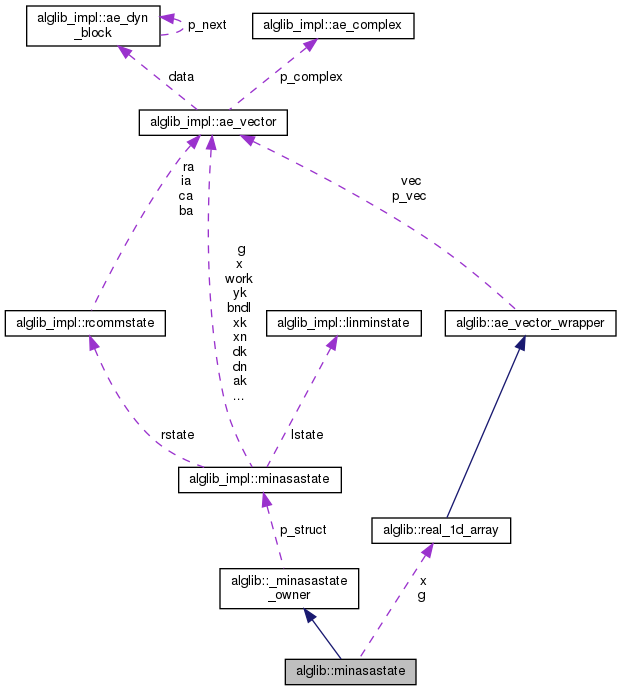 alglib_impl::ae_dyn
_block
p_next
alglib_impl::ae_complex
data
p_complex
alglib_impl::ae_vector
ra
ia
ca
ba
vec
p_vec
g
x
work
yk
bndl
xk
xn
dk
dn
ak
...
alglib_impl::rcommstate
alglib_impl::linminstate
alglib::ae_vector_wrapper
rstate
lstate
alglib_impl::minasastate
p_struct
alglib::real_1d_array
alglib::_minasastate
_owner
x
g
alglib::minasastate